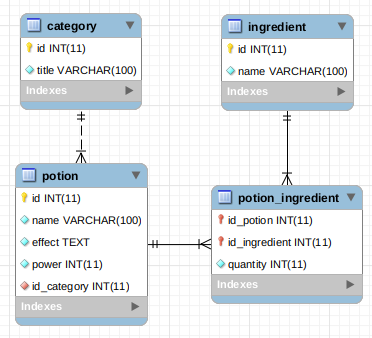 category
id INT(11)
title VARCHAR(100)
Indexes
ingredient
id INT(11)
name VARCHAR(100)
Indexes
potion
id INT(11)
name VARCHAR(100)
effect TEXT
power INT(11)
id_category INT(11)
Indexes
potion_ingredient
id_potion INT(11)
id_ingredient INT(11)
quantity INT(11)
Indexes